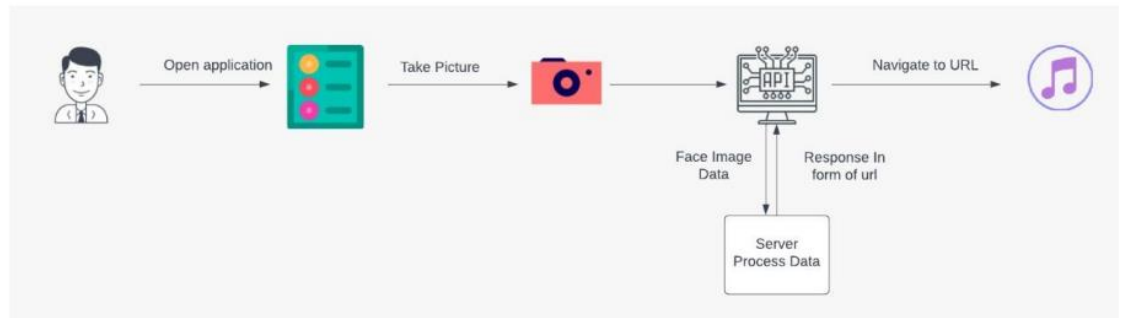 Open application
Take Picture
API
Navigate to URL
Face Image
Data
Response In
form of url
Server
Process Data